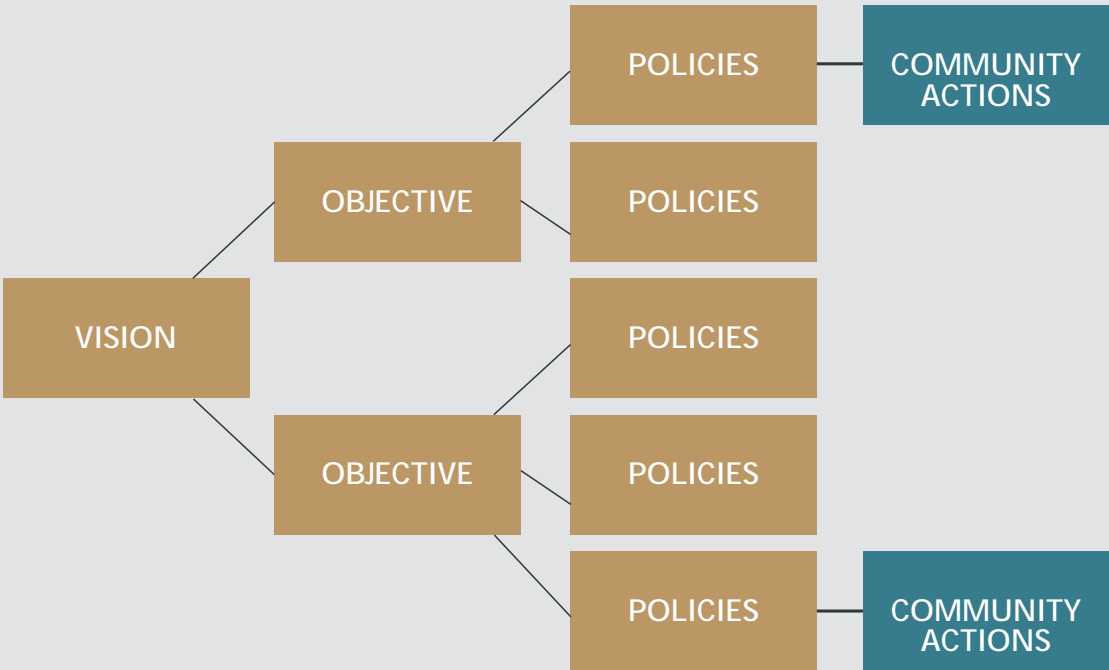 POLICIES
COMMUNITY
ACTIONS
OBJECTIVE
POLICIES
VISION
POLICIES
OBJECTIVE
POLICIES
POLICIES
COMMUNITY
ACTIONS